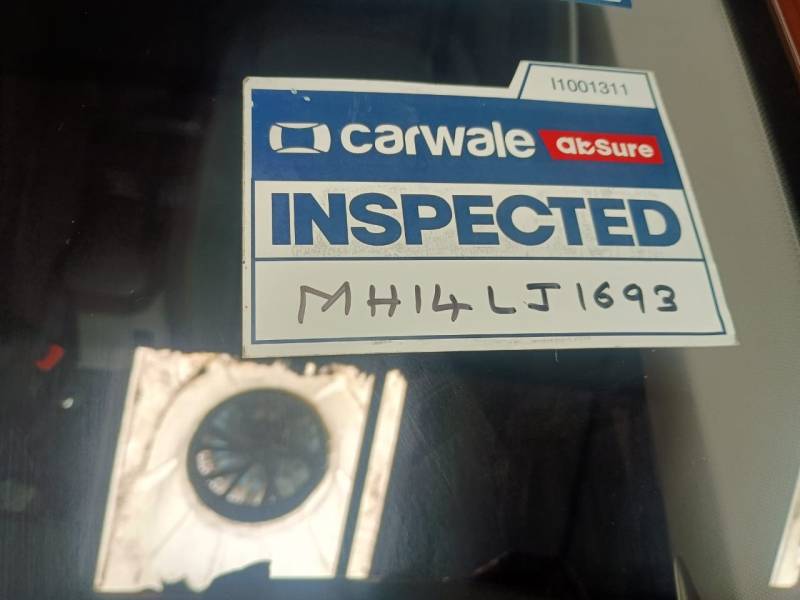 I1001311
carwale abSure
INSPECTED
MH14LJ1693